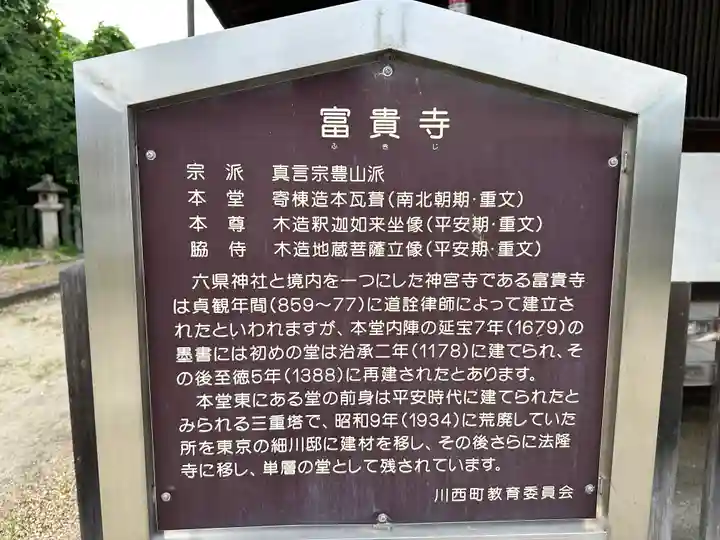 富貴寺
ふきじ
宗派 真言宗豊山派
本堂 寄棟造本瓦葺(南北朝期・重文)
本尊 木造釈迦如来坐像(平安期・重文)
脇侍 木造地蔵菩薩立像(平安期・重文)
六県神社と境内を一つにした神宮寺である富貴寺
は貞観年間(859〜77)に道詮律師によって建立さ
れたといわれますが、本堂内陣の延宝7年(1679)の
墨書には初めの堂は治承二年(1178)に建てられ、そ
の後至徳5年(1388)に再建されたとあります。
本堂東にある堂の前身は平安時代に建てられたと
みられる三重塔で、昭和9年(1934)に荒廃していた
所を東京の細川邸に建材を移し、その後さらに法隆
寺に移し、単層の堂として残されています。
川西町教育委員会